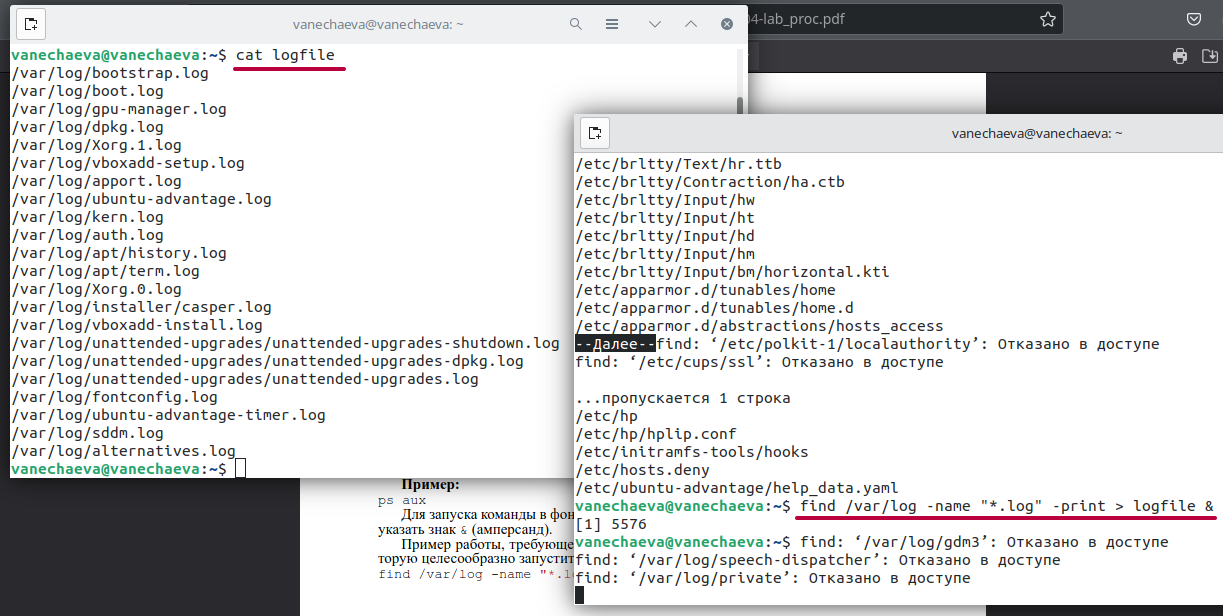 vanechaeva@vanechaeva: ~
04-lab_proc.pdf
vanechaeva@vanechaeva:~$ cat logfile
/var/log/bootstrap.log
/var/log/boot.log
/var/log/gpu-manager.log
/var/log/dpkg.log
/var/log/Xorg.1.log
/var/log/vboxadd-setup.log
/var/log/apport.log
/var/log/ubuntu-advantage.log
/var/log/kern.log
/var/log/auth.log
/var/log/apt/history.log
/var/log/apt/term.log
/var/log/Xorg.0.log
/var/log/installer/casper.log
/var/log/vboxadd-install.log
/var/log/unattended-upgrades/unattended-upgrades-shutdown.log
/var/log/unattended-upgrades/unattended-upgrades-dpkg.log
/var/log/unattended-upgrades/unattended-upgrades.log
/var/log/fontconfig.log
/var/log/ubuntu-advantage-timer.log
/var/log/sddm.log
/var/log/alternatives.log
vanechaeva@vanechaeva:~$
vanechaeva@vanechaeva: ~
/etc/brltty/Text/hr.ttb
/etc/brltty/Contraction/ha.ctb
/etc/brltty/Input/hw
/etc/brltty/Input/ht
/etc/brltty/Input/hd
/etc/brltty/Input/hm
/etc/brltty/Input/bm/horizontal.kti
/etc/apparmor.d/tunables/home
/etc/apparmor.d/tunables/home.d
/etc/apparmor.d/abstractions/hosts_access
--Далее--find: ‘/etc/polkit-1/localauthority’: Отказано в доступе
find: ‘/etc/cups/ssl’: Отказано в доступе
...пропускается 1 строка
/etc/hp
/etc/hp/hplip.conf
/etc/initramfs-tools/hooks
/etc/hosts.deny
/etc/ubuntu-advantage/help_data.yaml
vanechaeva@vanechaeva:~$ find /var/log -name "*.log" -print > logfile &
[1] 5576
vanechaeva@vanechaeva:~$ find: ‘/var/log/gdm3’: Отказано в доступе
find: ‘/var/log/speech-dispatcher’: Отказано в доступе
find: ‘/var/log/private’: Отказано в доступе
Пример:
ps aux
Для запуска команды в фон
указать знак & (амперсанд).
Пример работы, требующе
торую целесообразно запустит
find /var/log -name "*.lo